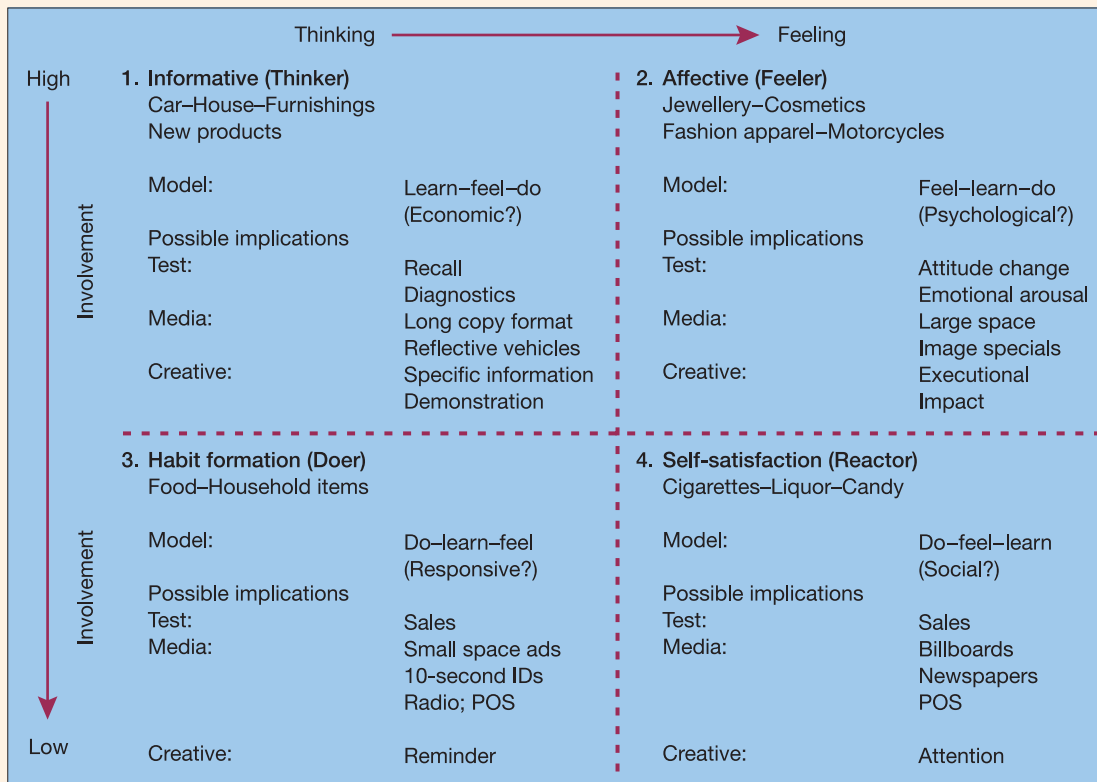 Thinking
Feeling
High
Involvement
Involvement
Low
1. Informative (Thinker)
Car–House–Furnishings
New products
Model: Learn–feel–do
(Economic?)
Possible implications
Test: Recall
Diagnostics
Media: Long copy format
Reflective vehicles
Creative: Specific information
Demonstration
2. Affective (Feeler)
Jewellery–Cosmetics
Fashion apparel–Motorcycles
Model: Feel–learn–do
(Psychological?)
Possible implications
Test: Attitude change
Emotional arousal
Media: Large space
Image specials
Creative: Executional
Impact
3. Habit formation (Doer)
Food–Household items
Model: Do–learn–feel
(Responsive?)
Possible implications
Test: Sales
Media: Small space ads
10-second IDs
Radio; POS
Creative: Reminder
4. Self-satisfaction (Reactor)
Cigarettes–Liquor–Candy
Model: Do–feel–learn
(Social?)
Possible implications
Test: Sales
Media: Billboards
Newspapers
POS
Creative: Attention